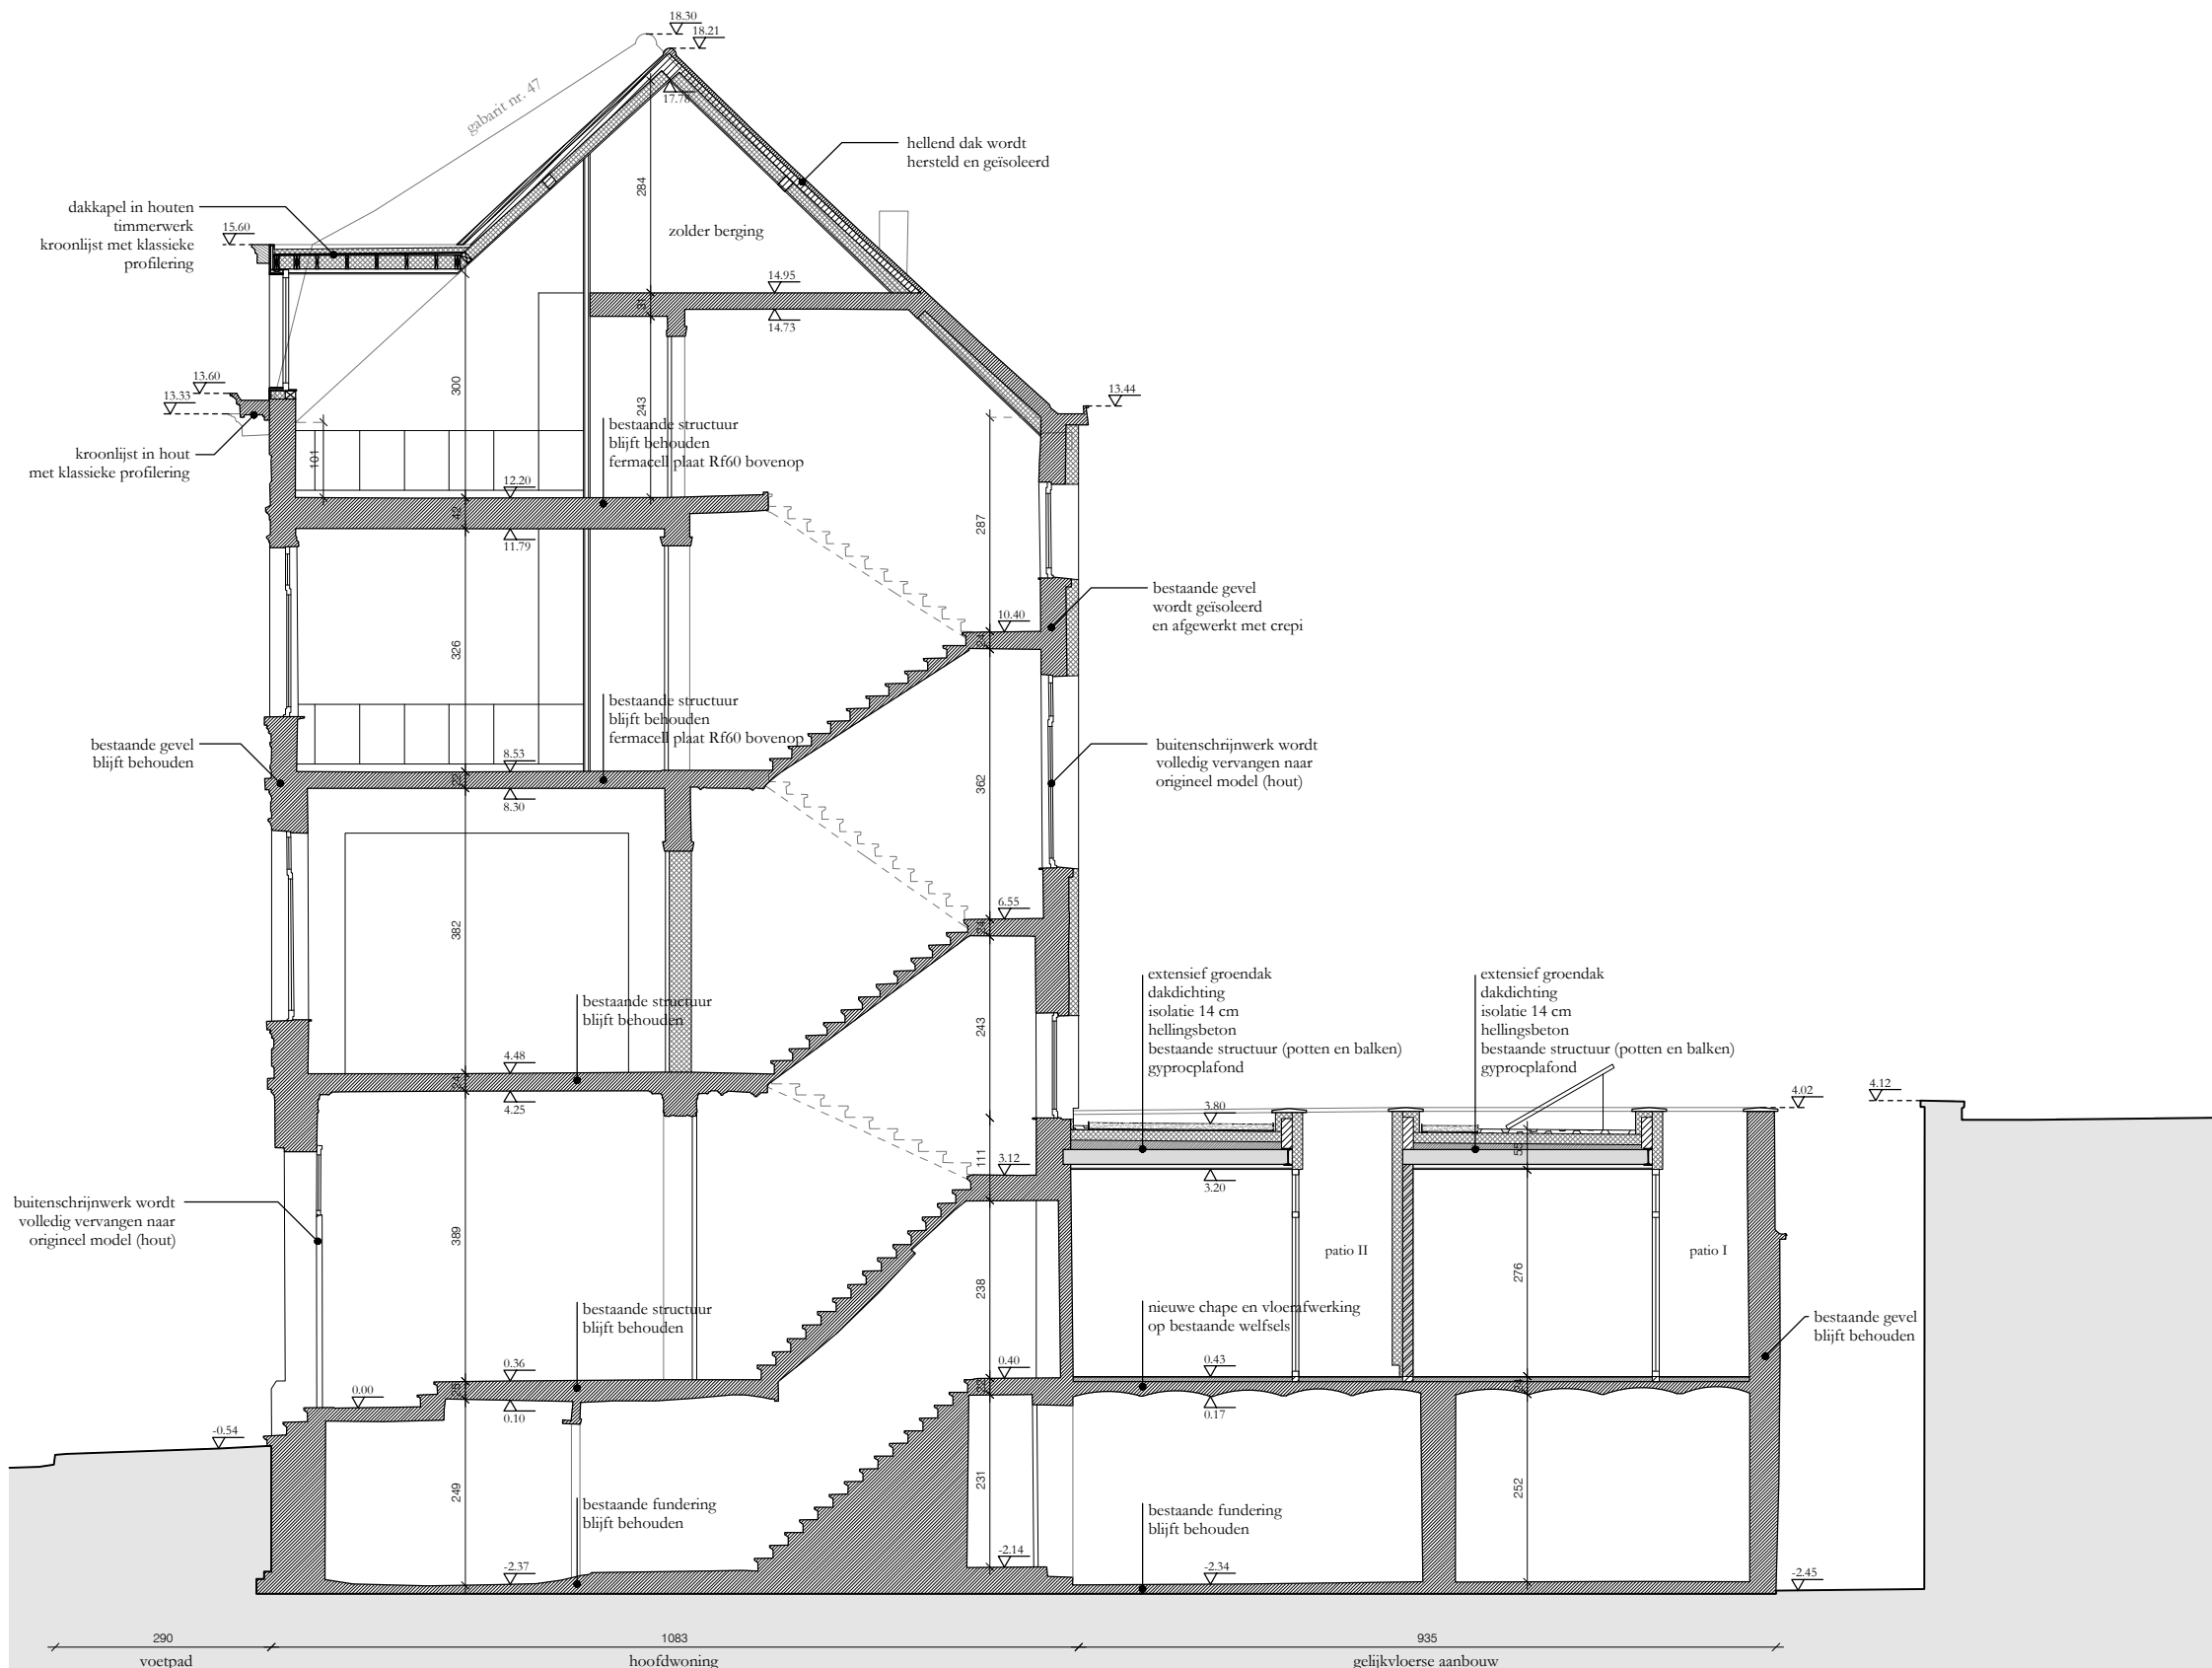 18.30
18.21
gabarit nr. 47
17.78
hellend dak wordt
hersteld en geïsoleerd
284
dakkapel in houten
timmerwerk
kroonlijst met klassieke
profilering
15.60
zolder berging
14.95
31
14.73
13.60
13.33
13.44
300
243
kroonlijst in hout
met klassieke profilering
101
bestaande structuur
blijft behouden
fermacell plaat Rf60 bovenop
12.20
42
11.79
287
bestaande gevel
wordt geïsoleerd
en afgewerkt met crepi
10.40
24
326
bestaande structuur
blijft behouden
fermacell plaat Rf60 bovenop
bestaande gevel
blijft behouden
8.53
22
8.30
buitenschrijnwerk wordt
volledig vervangen naar
origineel model (hout)
362
382
6.55
24
bestaande structuur
blijft behouden
243
extensief groendak
dakdichting
isolatie 14 cm
hellingsbeton
bestaande structuur (potten en balken)
gyprocplafond
extensief groendak
dakdichting
isolatie 14 cm
hellingsbeton
bestaande structuur (potten en balken)
gyprocplafond
4.48
24
4.25
3.80
4.02
4.12
111
55
3.12
3.20
buitenschrijnwerk wordt
volledig vervangen naar
origineel model (hout)
389
238
patio II
276
patio I
bestaande structuur
blijft behouden
nieuwe chape en vloerafwerking
op bestaande welfsels
bestaande gevel
blijft behouden
0.36
0.40
0.43
0.00
0.10
0.17
-0.54
249
231
252
bestaande fundering
blijft behouden
bestaande fundering
blijft behouden
-2.37
-2.14
-2.34
-2.45
290
1083
935
voetpad
hoofdwoning
gelijkvloerse aanbouw